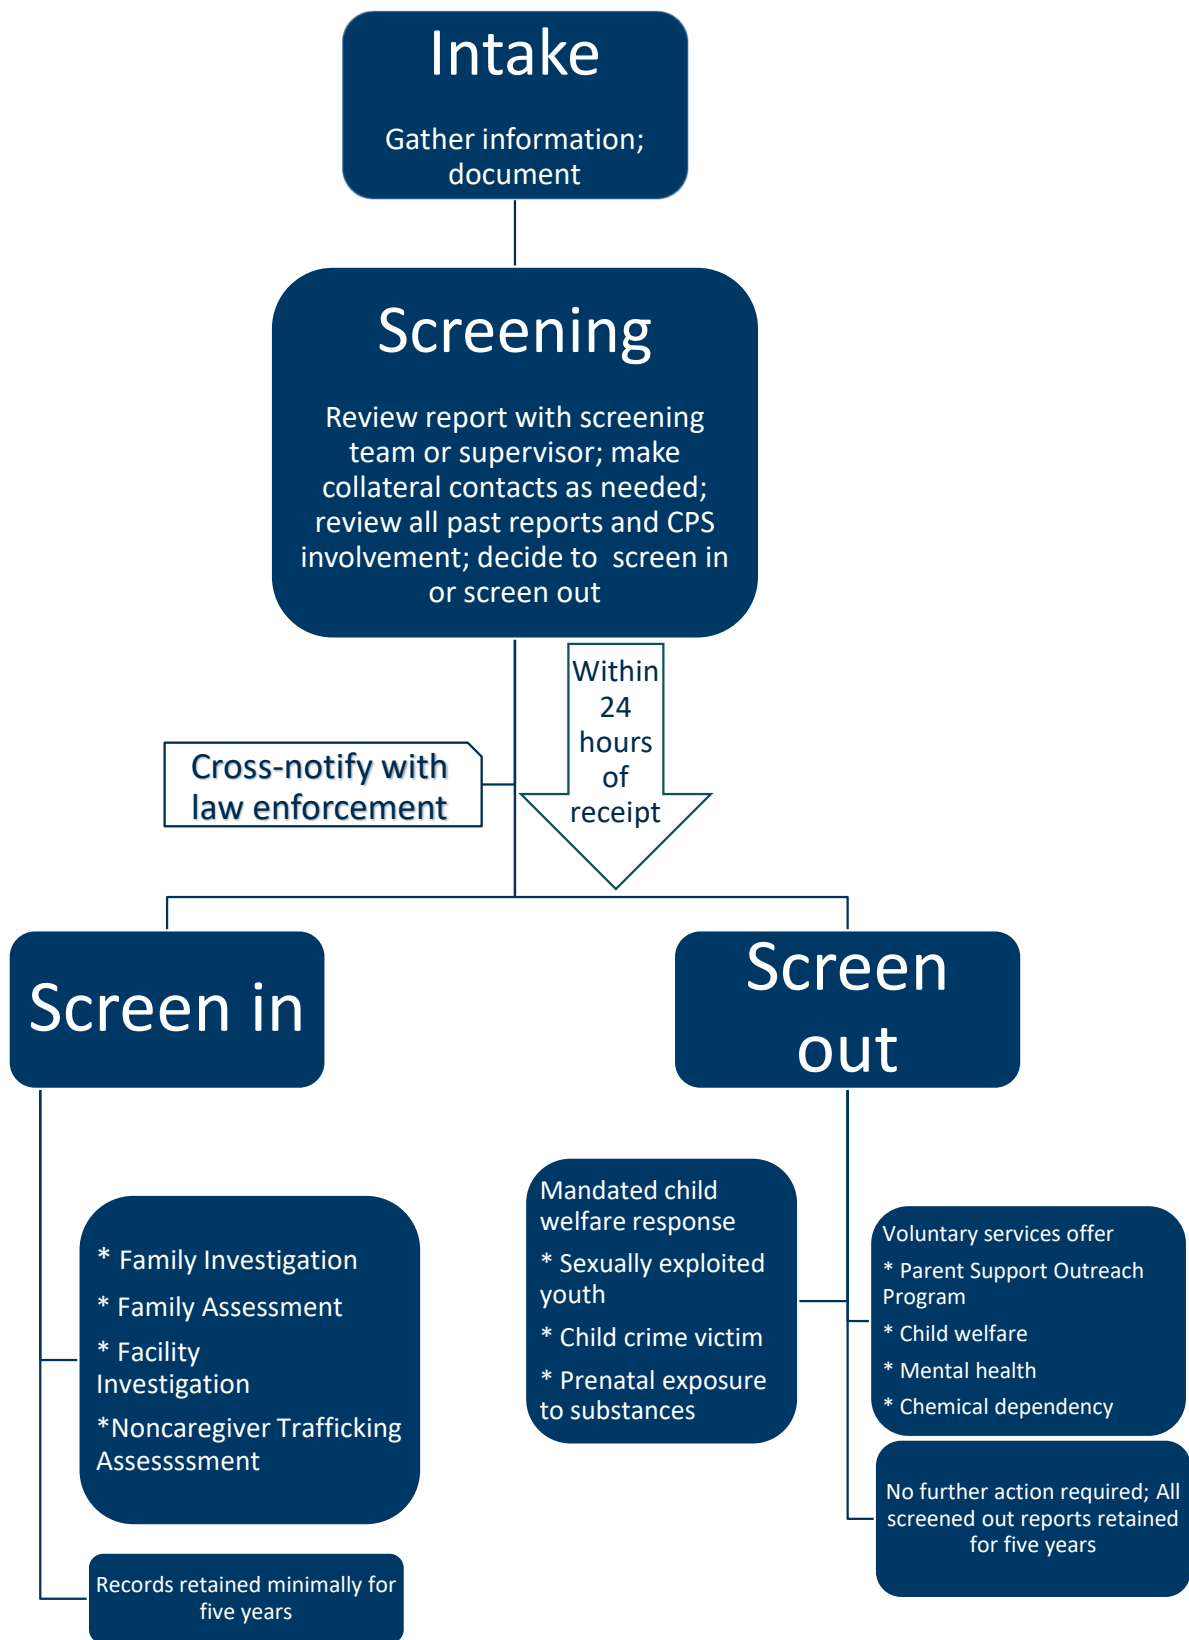 Intake
Gather information;
document
Screening
Review report with screening
team or supervisor; make
collateral contacts as needed;
review all past reports and CPS
involvement; decide to  screen in
or screen out
Within
24
hours
of
receipt
Cross-notify with
law enforcement
Screen in
Screen
out
* Family Investigation
* Family Assessment
* Facility
Investigation
*Noncaregiver Trafficking
Assessssment
Records retained minimally for
five years
Mandated child
welfare response
* Sexually exploited
youth
* Child crime victim
* Prenatal exposure
to substances
Voluntary services offer
* Parent Support Outreach
Program
* Child welfare
* Mental health
* Chemical dependency
No further action required; All
screened out reports retained
for five years